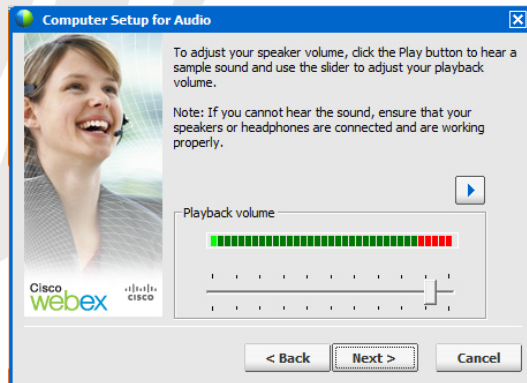 Computer Setup for Audio
To adjust your speaker volume, click the Play button to hear a
sample sound and use the slider to adjust your playback
volume.
Note: If you cannot hear the sound, ensure that your
speakers or headphones are connected and are working
properly.
Playback volume
Cisco
webex
cisco
< Back
Next >
Cancel